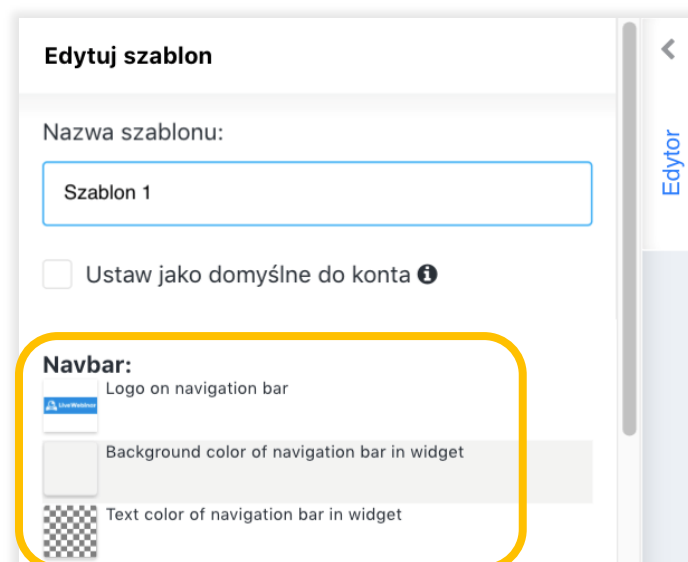 Edytuj szablon
Edytor
Nazwa szablonu:
Szablon 1
Ustaw jako domyślne do konta
Navbar:
Logo on navigation bar
LiveWebinar
Background color of navigation bar in widget
Text color of navigation bar in widget